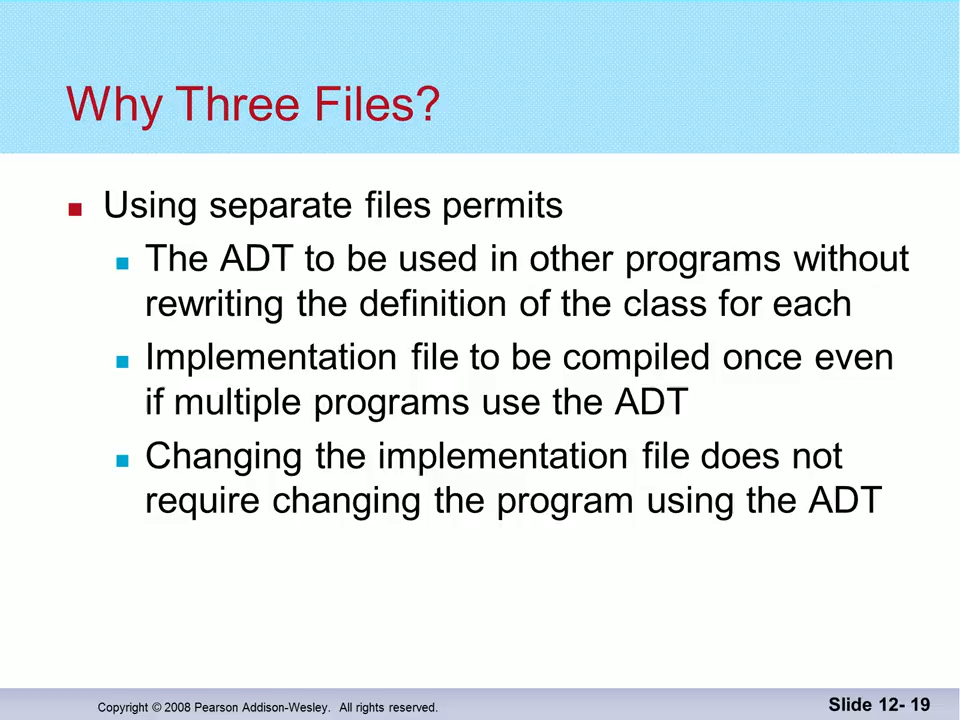 Why Three Files?
Using separate files permits
The ADT to be used in other programs without
rewriting the definition of the class for each
Implementation file to be compiled once even
if multiple programs use the ADT
Changing the implementation file does not
require changing the program using the ADT
Copyright © 2008 Pearson Addison-Wesley. All rights reserved.
Slide 12- 19